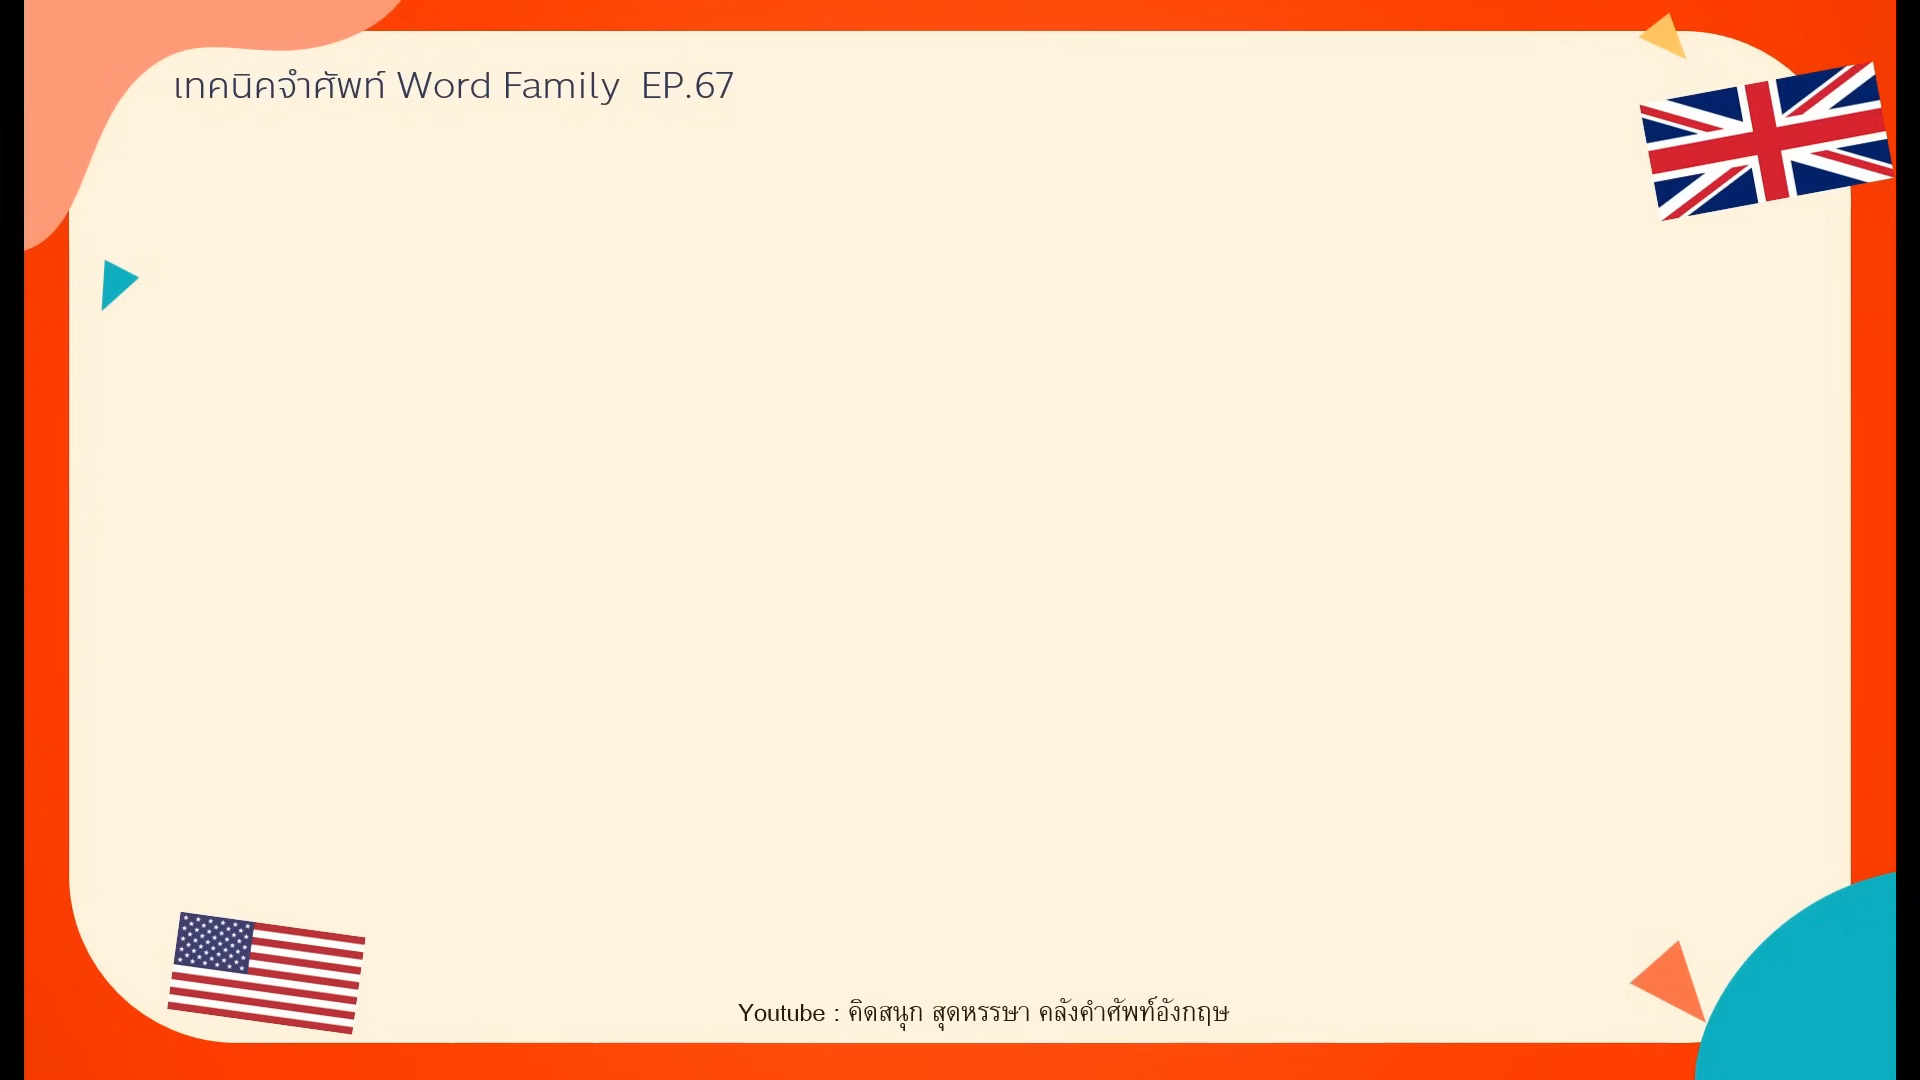 เทคนิคจำศัพท์ Word Family EP.67
Youtube : คิดสนุก สุดหรรษา คลังคำศัพท์อังกฤษ